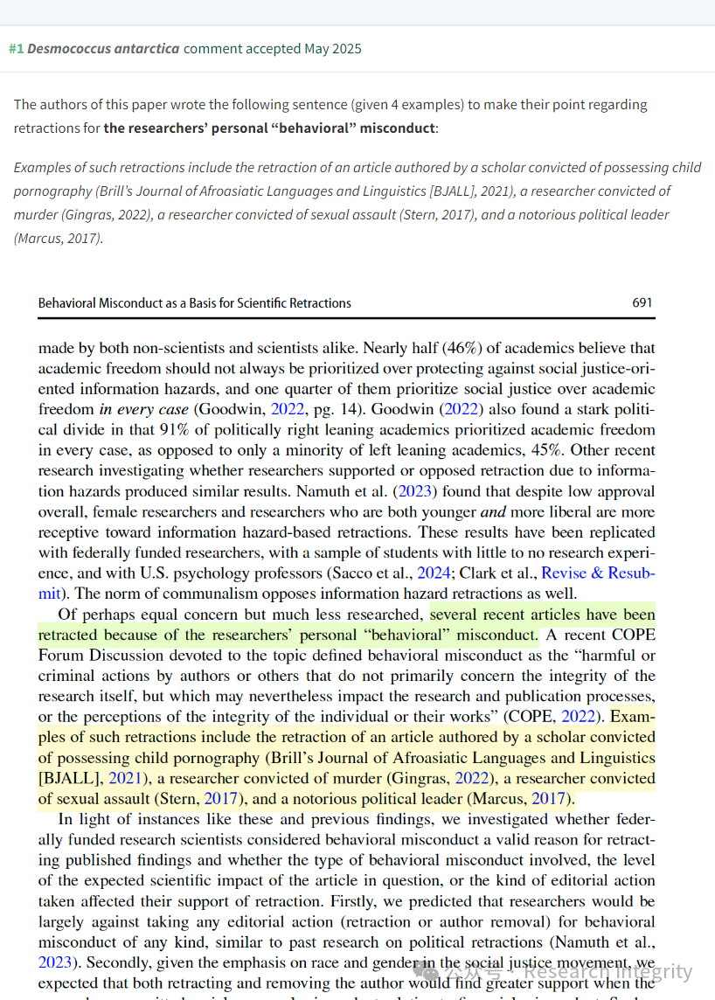 #1 Desmococcus antarctica comment accepted May 2025
The authors of this paper wrote the following sentence (given 4 examples) to make their point regarding
retractions for the researchers’ personal “behavioral” misconduct:
Examples of such retractions include the retraction of an article authored by a scholar convicted of possessing child
pornography (Brill’s Journal of Afroasiatic Languages and Linguistics [BJALL], 2021), a researcher convicted of
murder (Gingras, 2022), a researcher convicted of sexual assault (Stern, 2017), and a notorious political leader
(Marcus, 2017).
Behavioral Misconduct as a Basis for Scientific Retractions 691
made by both non-scientists and scientists alike. Nearly half (46%) of academics believe that
academic freedom should not always be prioritized over protecting against social justice-ori-
ented information hazards, and one quarter of them prioritize social justice over academic
freedom in every case (Goodwin, 2022, pg. 14). Goodwin (2022) also found a stark politi-
cal divide in that 91% of politically right leaning academics prioritized academic freedom
in every case, as opposed to only a minority of left leaning academics, 45%. Other recent
research investigating whether researchers supported or opposed retraction due to informa-
tion hazards produced similar results. Namuth et al. (2023) found that despite low approval
overall, female researchers and researchers who are both younger and more liberal are more
receptive toward information hazard-based retractions. These results have been replicated
with federally funded researchers, with a sample of students with little to no research experi-
ence, and with U.S. psychology professors (Sacco et al., 2024; Clark et al., Revise & Resub-
mit). The norm of communalism opposes information hazard retractions as well.
Of perhaps equal concern but much less researched, several recent articles have been
retracted because of the researchers’ personal “behavioral” misconduct. A recent COPE
Forum Discussion devoted to the topic defined behavioral misconduct as the “harmful or
criminal actions by authors or others that do not primarily concern the integrity of the
research itself, but which may nevertheless impact the research and publication processes,
or the perceptions of the integrity of the individual or their works” (COPE, 2022). Exam-
ples of such retractions include the retraction of an article authored by a scholar convicted
of possessing child pornography (Brill’s Journal of Afroasiatic Languages and Linguistics
[BJALL], 2021), a researcher convicted of murder (Gingras, 2022), a researcher convicted
of sexual assault (Stern, 2017), and a notorious political leader (Marcus, 2017).
In light of instances like these and previous findings, we investigated whether feder-
ally funded research scientists considered behavioral misconduct a valid reason for retract-
ing published findings and whether the type of behavioral misconduct involved, the level
of the expected scientific impact of the article in question, or the kind of editorial action
taken affected their support of retraction. Firstly, we predicted that researchers would be
largely against taking any editorial action (retraction or author removal) for behavioral
misconduct of any kind, similar to past research on political retractions (Namuth et al.,
2023). Secondly, given the emphasis on race and gender in the social justice movement, we
公众号 · Research Integrity
expected that both retracting and removing the author would find greater support when the